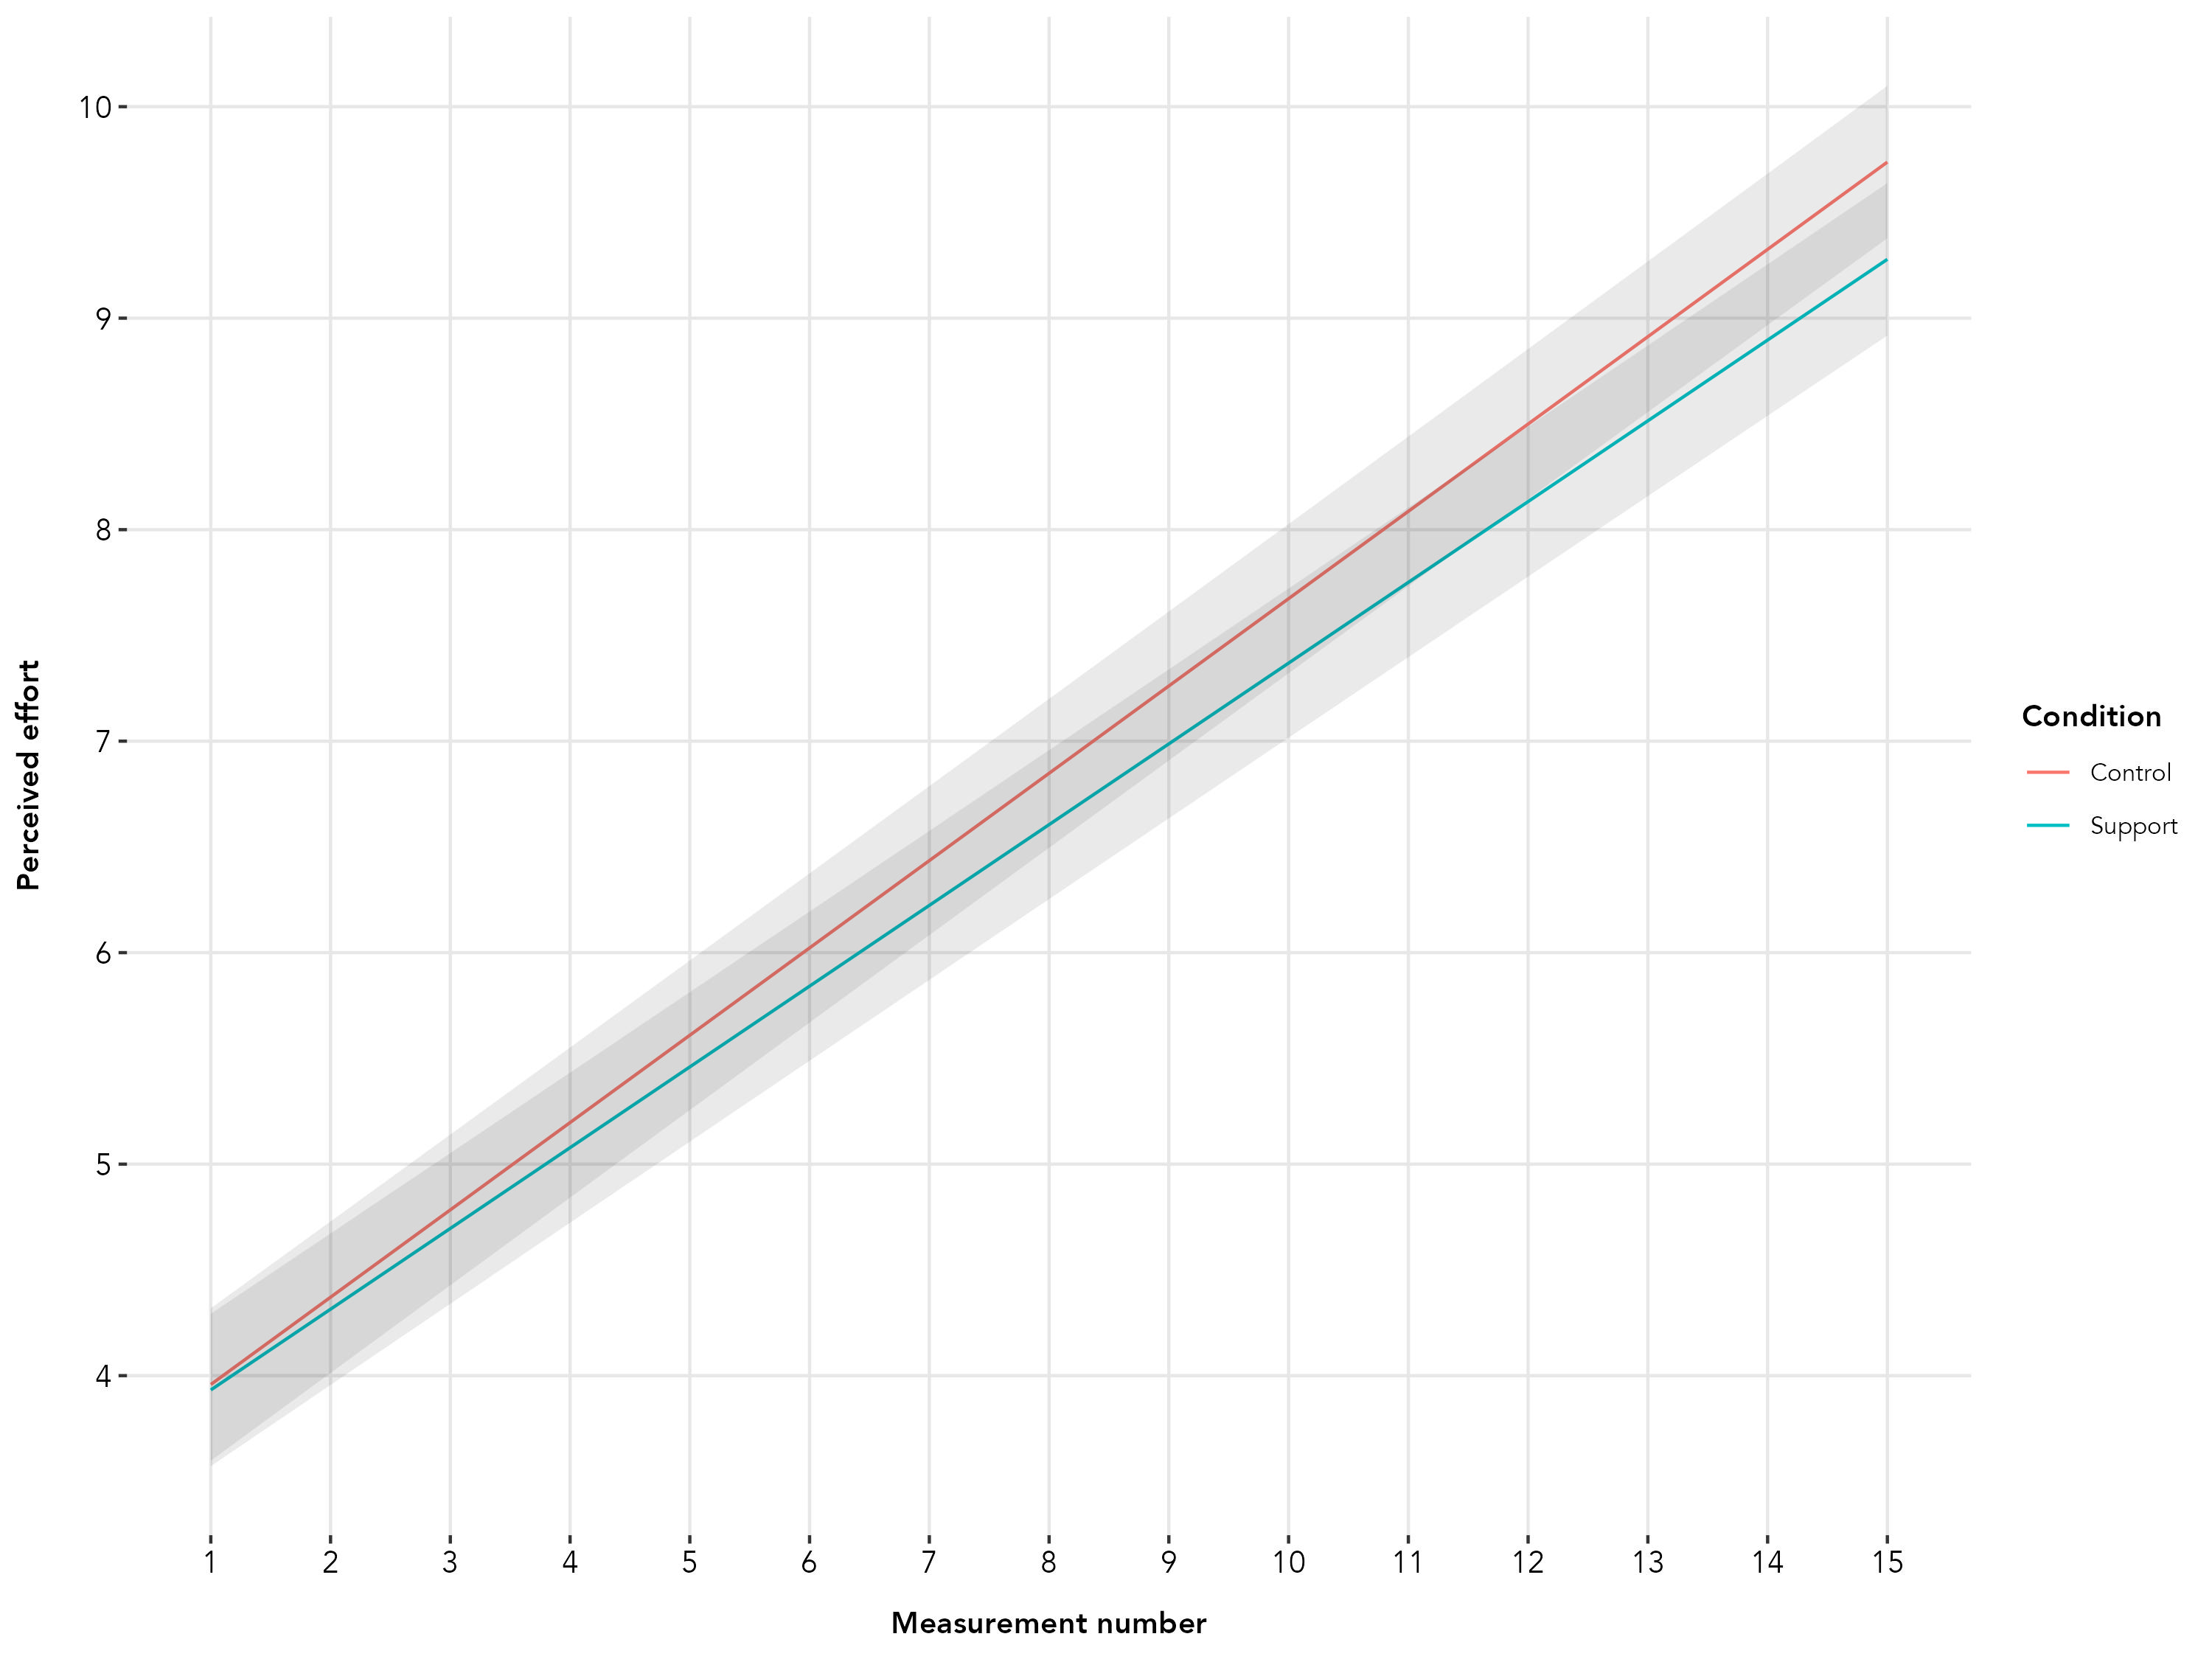 10
9
8
7
6
5
4
Perceived effort
1 2 3 4 5 6 7 8 9 10 11 12 13 14 15
Measurement number
Condition
Control
Support